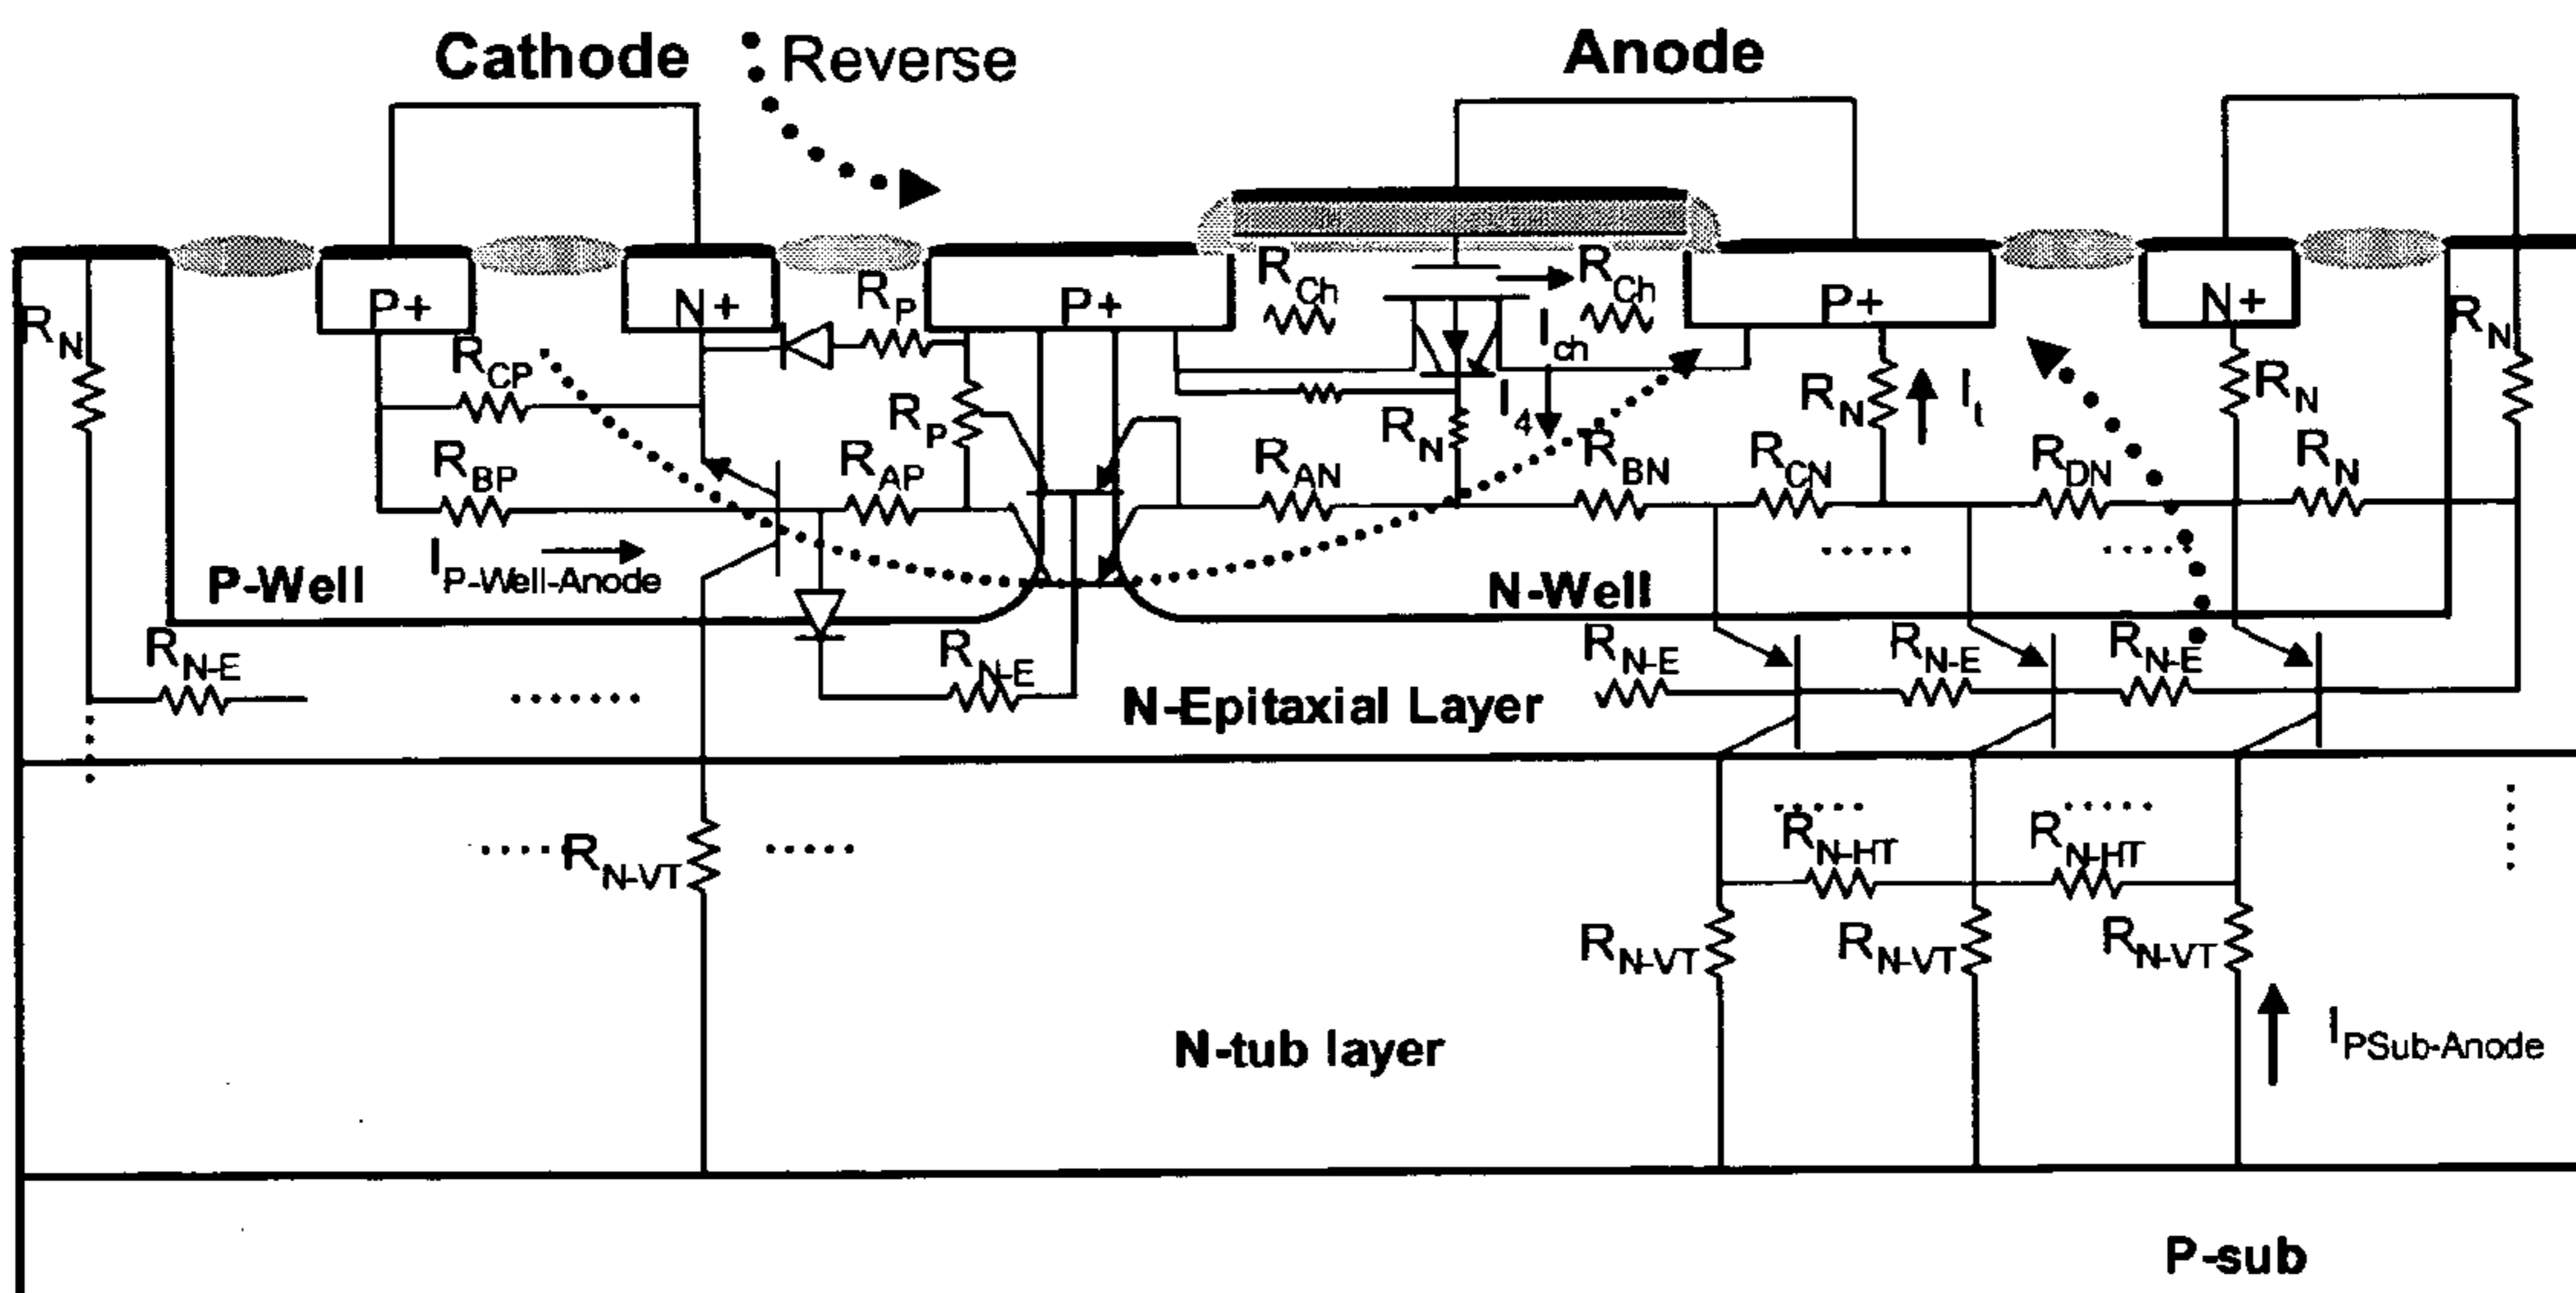 Cathode
Reverse
Anode
P+
N+
P+
P+
N+
R_N
R_CP
R_P
R_Ch
R_Ch
I_ch
R_N
R_BP
R_P
R_AP
R_AN
R_N
I_4
R_BN
R_N
I_t
R_CN
R_DN
R_N
R_N
I_P-Well-Anode
P-Well
N-Well
R_N-E
R_N-E
N-Epitaxial Layer
R_N-E
R_N-E
R_N-E
R_N-VT
R_N-HT
R_N-HT
R_N-VT
R_N-VT
R_N-VT
N-tub layer
I_PSub-Anode
P-sub